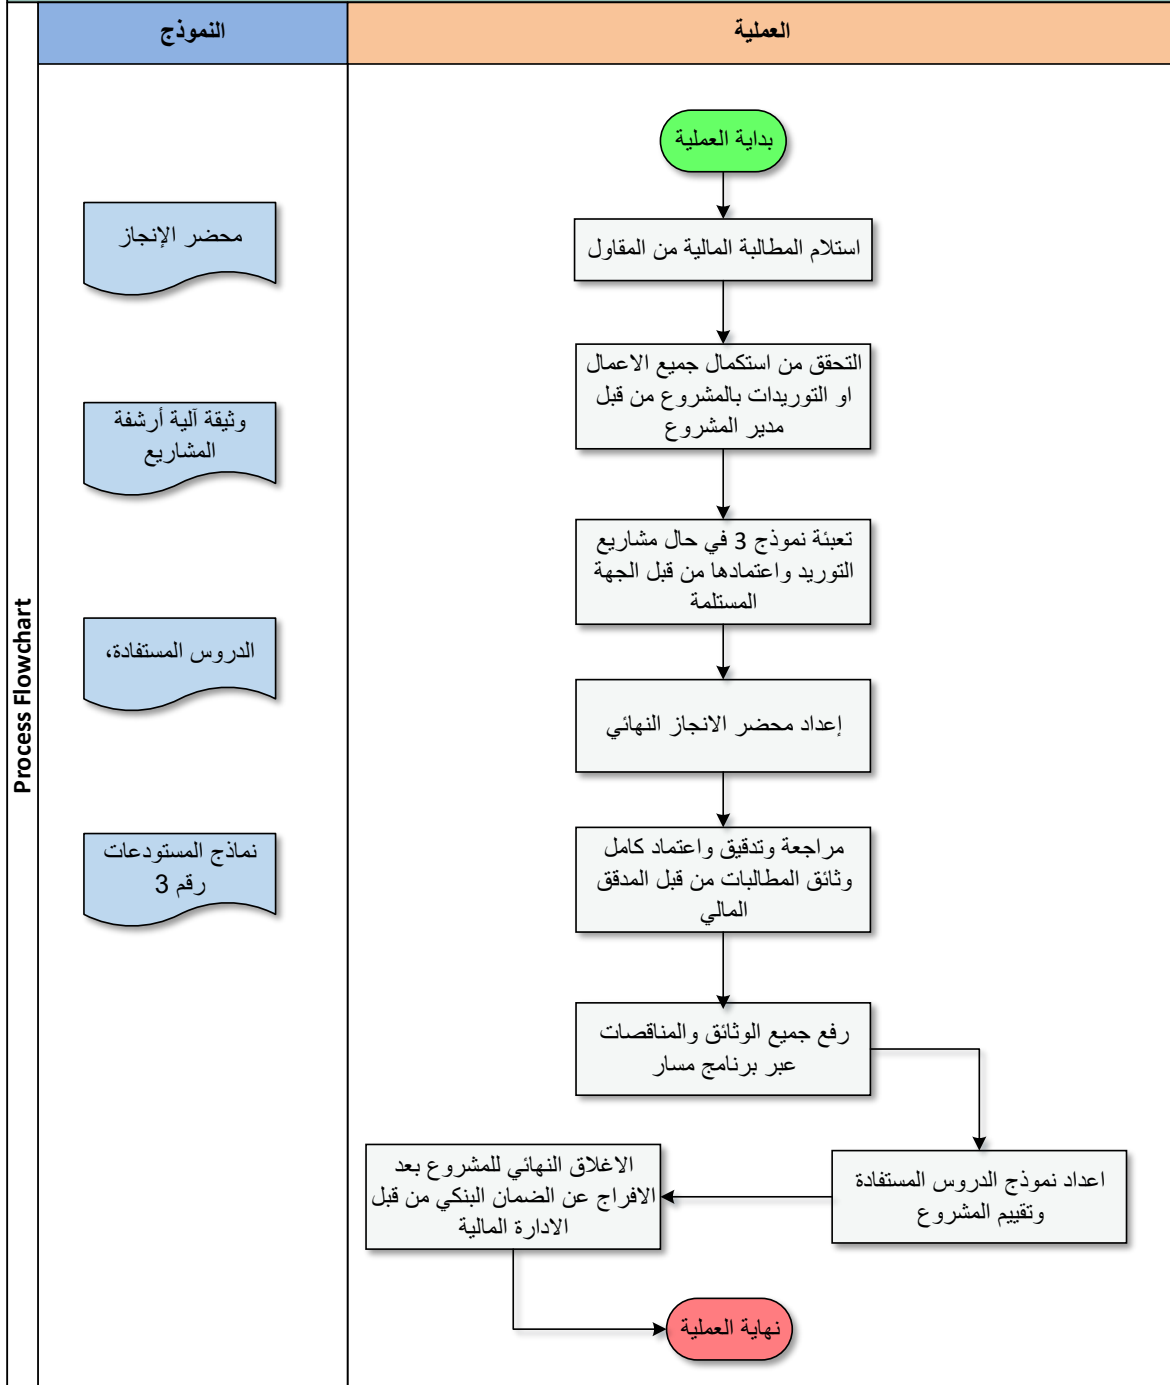 العملية
النموذج
Process Flowchart
بداية العملية
استلام المطالبة المالية من المقاول
التحقق من استكمال جميع الاعمال
او التوريدات بالمشروع من قبل
مدير المشروع
تعبئة نموذج 3 في حال مشاريع
التوريد واعتمادها من قبل الجهة
المستلمة
إعداد محضر الانجاز النهائي
مراجعة وتدقيق واعتماد كامل
وثائق المطالبات من قبل المدقق
المالي
رفع جميع الوثائق والمناقصات
عبر برنامج مسار
اعداد نموذج الدروس المستفادة
وتقييم المشروع
الاغلاق النهائي للمشروع بعد
الافراج عن الضمان البنكي من قبل
الادارة المالية
نهاية العملية
محضر الإنجاز
وثيقة آلية أرشفة
المشاريع
الدروس المستفادة،
نماذج المستودعات
رقم 3